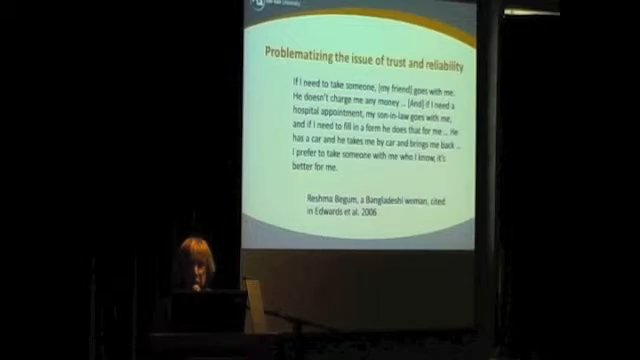 Problematizing the issue of trust and reliability
If I need to take someone, [my friend] goes with me.
He doesn't charge me any money ... [And] if I need a
hospital appointment, my son-in-law goes with me,
and if I need to fill in a form he does that for me ... He
has a car and he takes me by car and brings me back ...
I prefer to take someone with me who I know, it's
better for me.
Reshma Begum, a Bangladeshi woman, cited
in Edwards et al. 2006